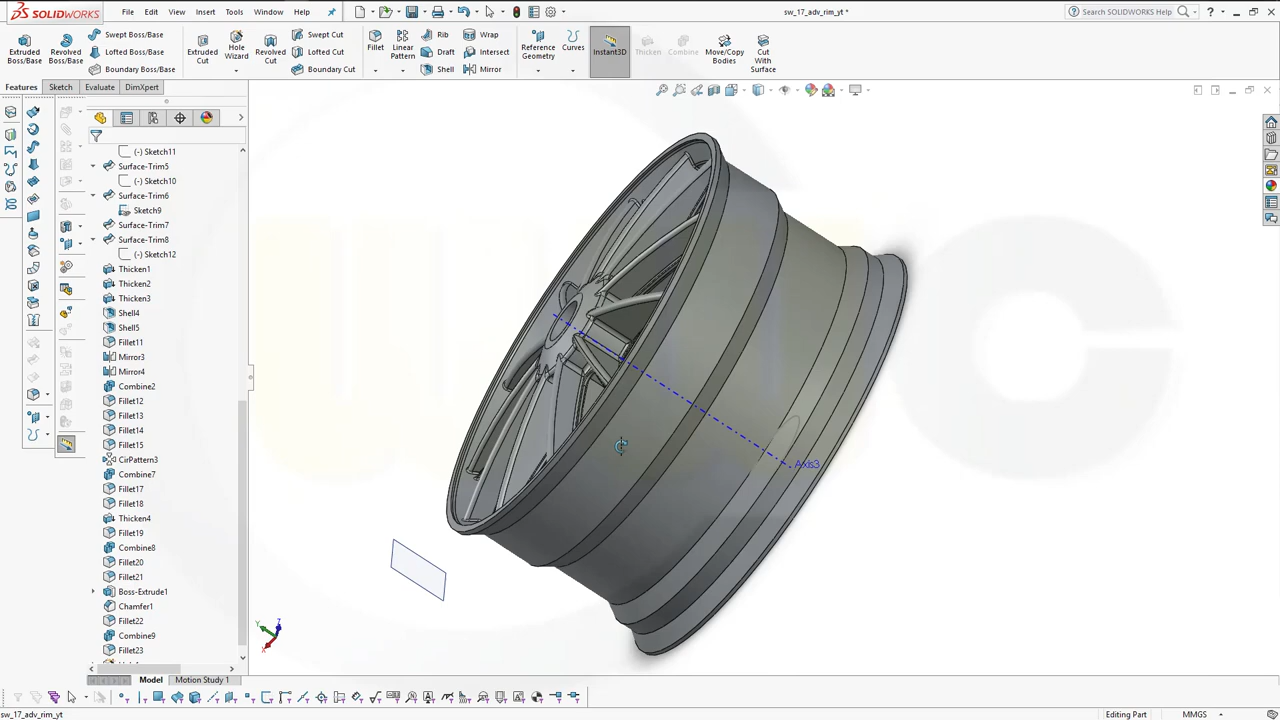 SOLIDWORKS File Edit View Insert Tools Window Help sw_17_adv_rim_yt * Search SOLIDWORKS Help
Extruded Boss/Base
Revolved Boss/Base
Swept Boss/Base
Lofted Boss/Base
Boundary Boss/Base
Extruded Cut
Hole Wizard
Revolved Cut
Swept Cut
Lofted Cut
Boundary Cut
Fillet
Linear Pattern
Rib
Draft
Shell
Wrap
Intersect
Mirror
Reference Geometry
Curves
Instant3D
Thicken
Combine
Move/Copy Bodies
Cut With Surface
Features Sketch Evaluate DimXpert
(-) Sketch11
Surface-Trim5
(-) Sketch10
Surface-Trim6
Sketch9
Surface-Trim7
Surface-Trim8
(-) Sketch12
Thicken1
Thicken2
Thicken3
Shell4
Shell5
Fillet11
Mirror3
Mirror4
Combine2
Fillet12
Fillet13
Fillet14
Fillet15
CirPattern3
Combine7
Fillet17
Fillet18
Thicken4
Fillet19
Combine8
Fillet20
Fillet21
Boss-Extrude1
Chamfer1
Fillet22
Combine9
Fillet23
Axis3
Y
Z
X
Model Motion Study 1
sw_17_adv_rim_yt Editing Part MMGS